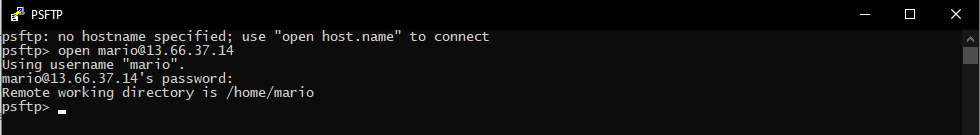 PSFTP
psftp: no hostname specified; use "open host.name" to connect
psftp> open mario@13.66.37.14
Using username "mario".
mario@13.66.37.14's password:
Remote working directory is /home/mario
psftp>